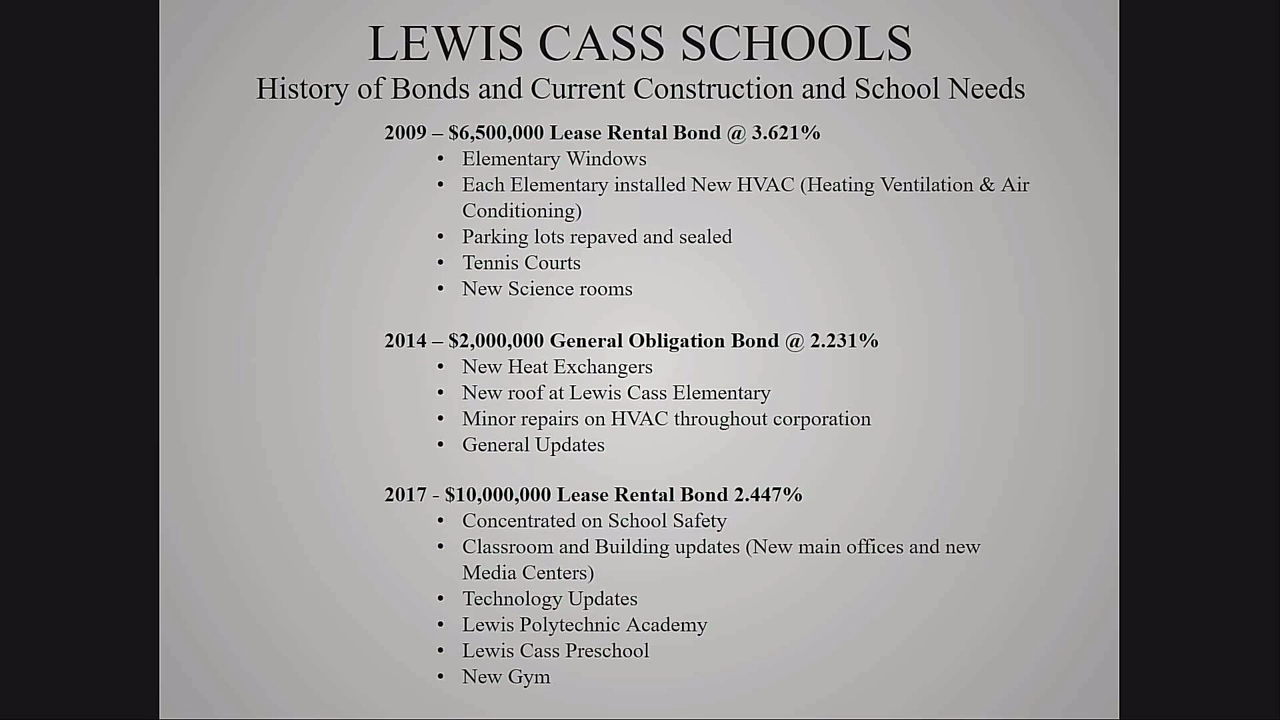 LEWIS CASS SCHOOLS
History of Bonds and Current Construction and School Needs
2009 – $6,500,000 Lease Rental Bond @ 3.621%
• Elementary Windows
• Each Elementary installed New HVAC (Heating Ventilation & Air
Conditioning)
• Parking lots repaved and sealed
• Tennis Courts
• New Science rooms
2014 – $2,000,000 General Obligation Bond @ 2.231%
• New Heat Exchangers
• New roof at Lewis Cass Elementary
• Minor repairs on HVAC throughout corporation
• General Updates
2017 - $10,000,000 Lease Rental Bond 2.447%
• Concentrated on School Safety
• Classroom and Building updates (New main offices and new
Media Centers)
• Technology Updates
• Lewis Polytechnic Academy
• Lewis Cass Preschool
• New Gym